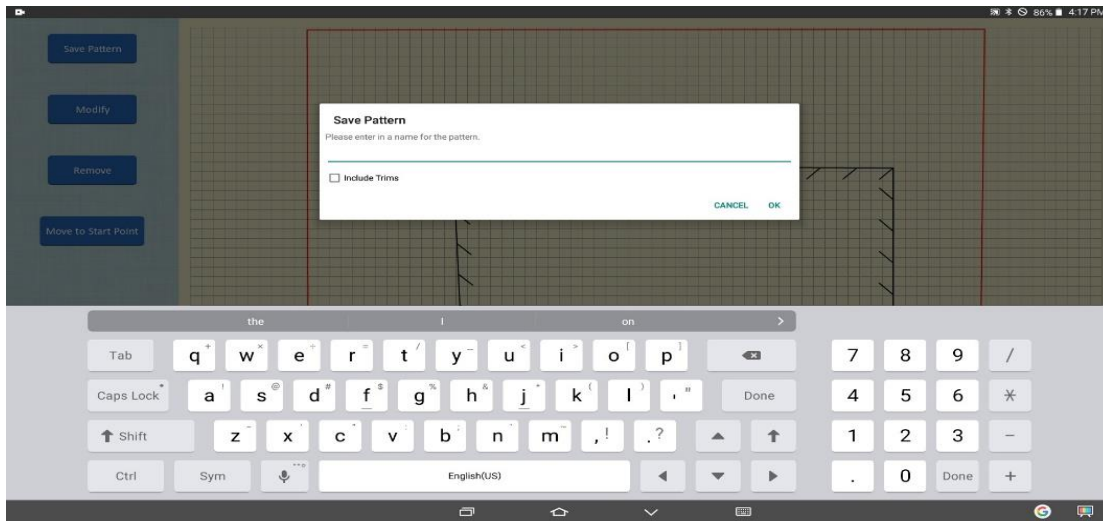 86% 4:17 PM
Save Pattern
Modify
Remove
Move to Start Point
Save Pattern
Please enter in a name for the pattern.
Include Trims
CANCEL OK
the I on >
Tab q w e r t y u i o p 7 8 9 /
Caps Lock a s d f g h j k l ' " Done 4 5 6 *
Shift z x c v b n m , ! . ? 1 2 3 -
Ctrl Sym English(US) . 0 Done +
G